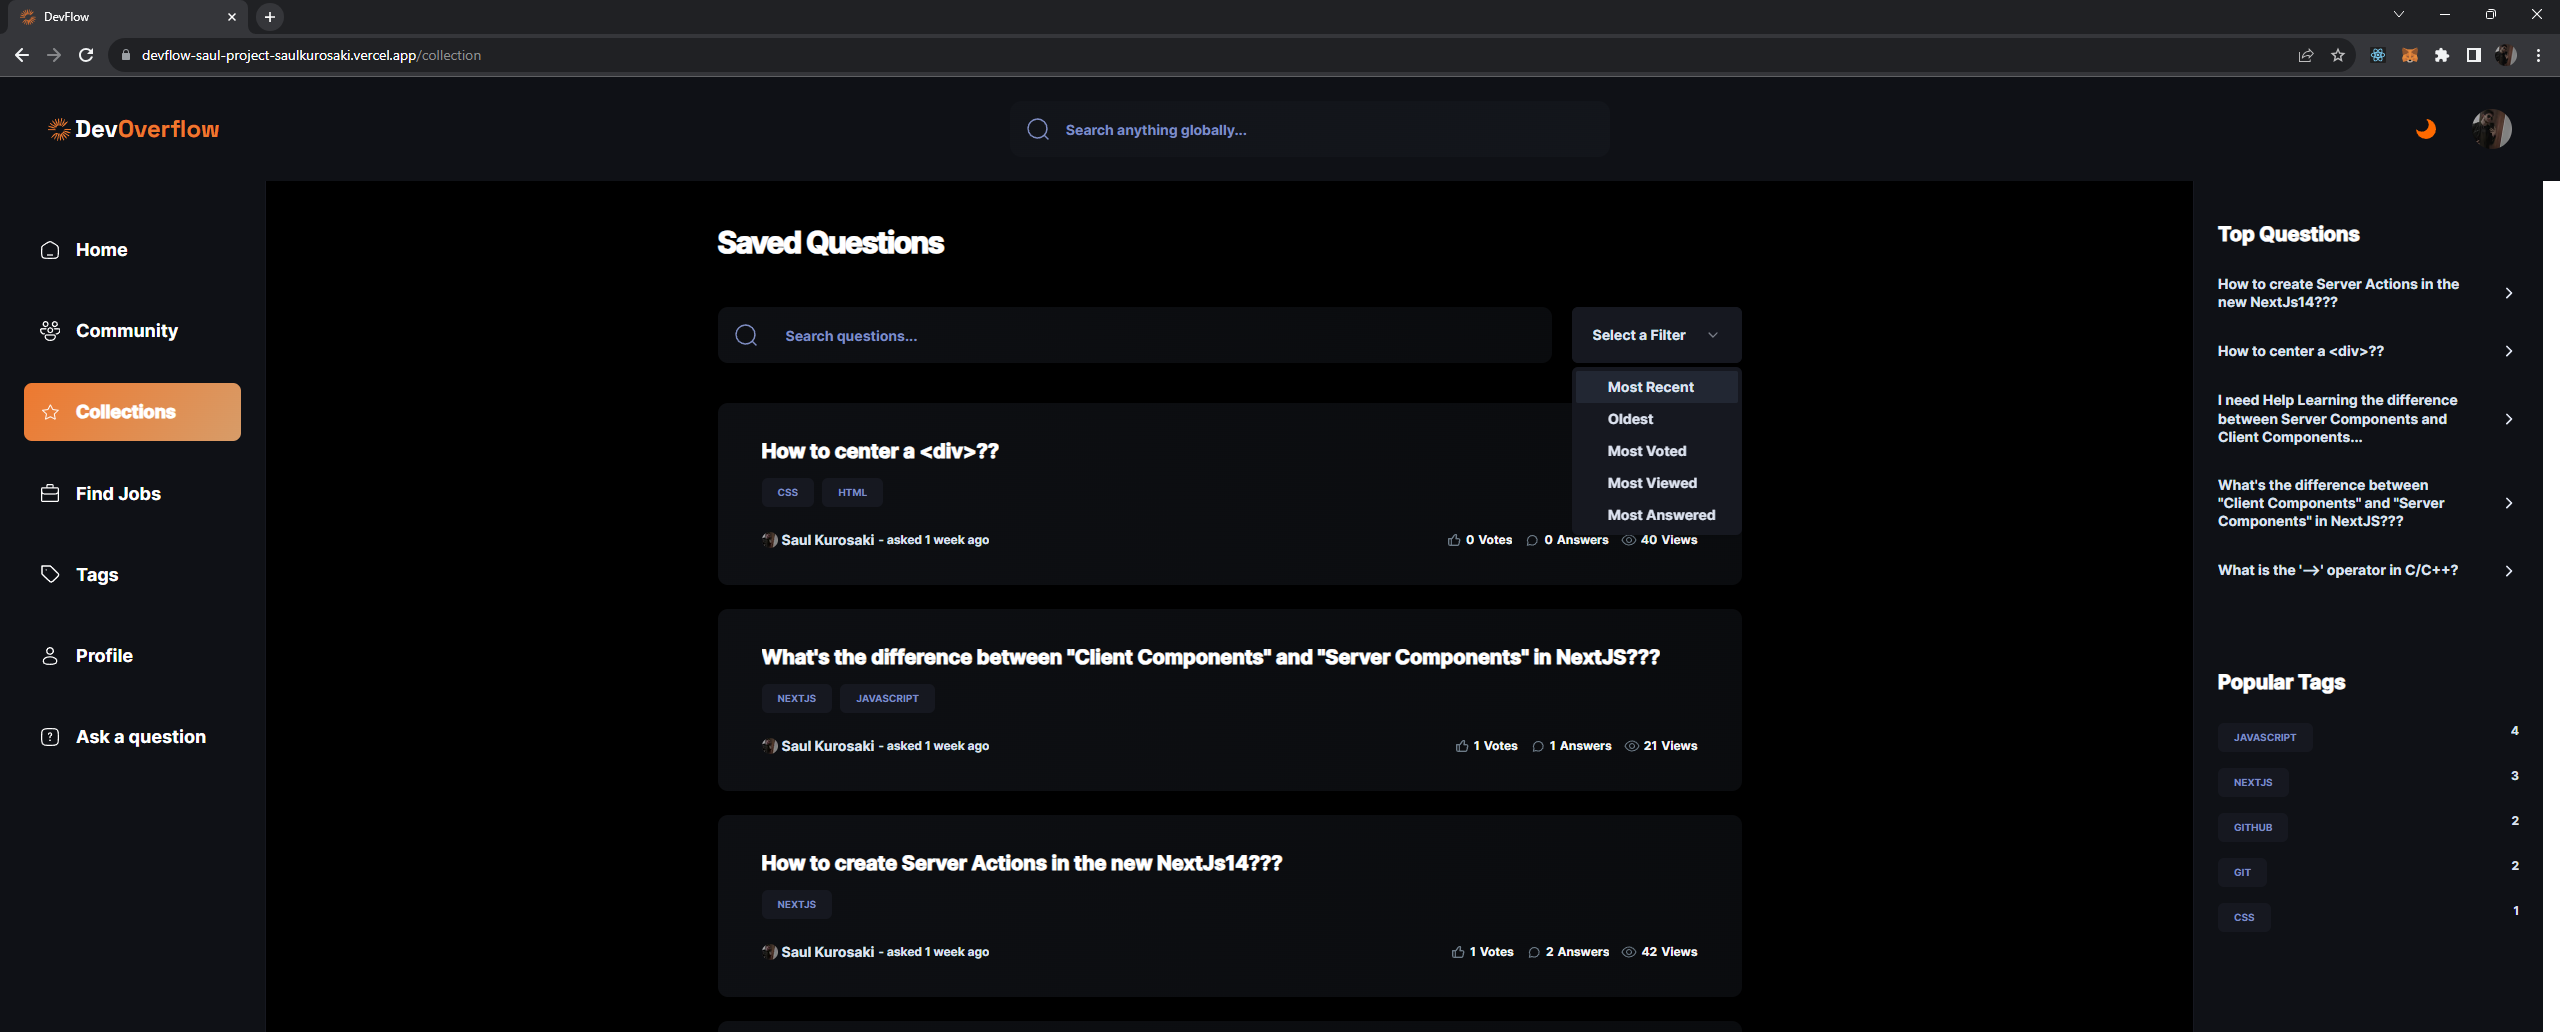 DevFlow
devflow-saul-project-saulkurosaki.vercel.app/collection
DevOverflow
Search anything globally...
Home
Community
Collections
Find Jobs
Tags
Profile
Ask a question
Saved Questions
Search questions...
Select a Filter
Most Recent
Oldest
Most Voted
Most Viewed
Most Answered
How to center a <div>??
CSS HTML
Saul Kurosaki - asked 1 week ago
0 Votes 0 Answers 40 Views
What's the difference between "Client Components" and "Server Components" in NextJS???
NEXTJS JAVASCRIPT
Saul Kurosaki - asked 1 week ago
1 Votes 1 Answers 21 Views
How to create Server Actions in the new NextJs14???
NEXTJS
Saul Kurosaki - asked 1 week ago
1 Votes 2 Answers 42 Views
Top Questions
How to create Server Actions in the
new NextJs14???
How to center a <div>??
I need Help Learning the difference
between Server Components and
Client Components...
What's the difference between
"Client Components" and "Server
Components" in NextJS???
What is the '-->' operator in C/C++?
Popular Tags
JAVASCRIPT 4
NEXTJS 3
GITHUB 2
GIT 2
CSS 1